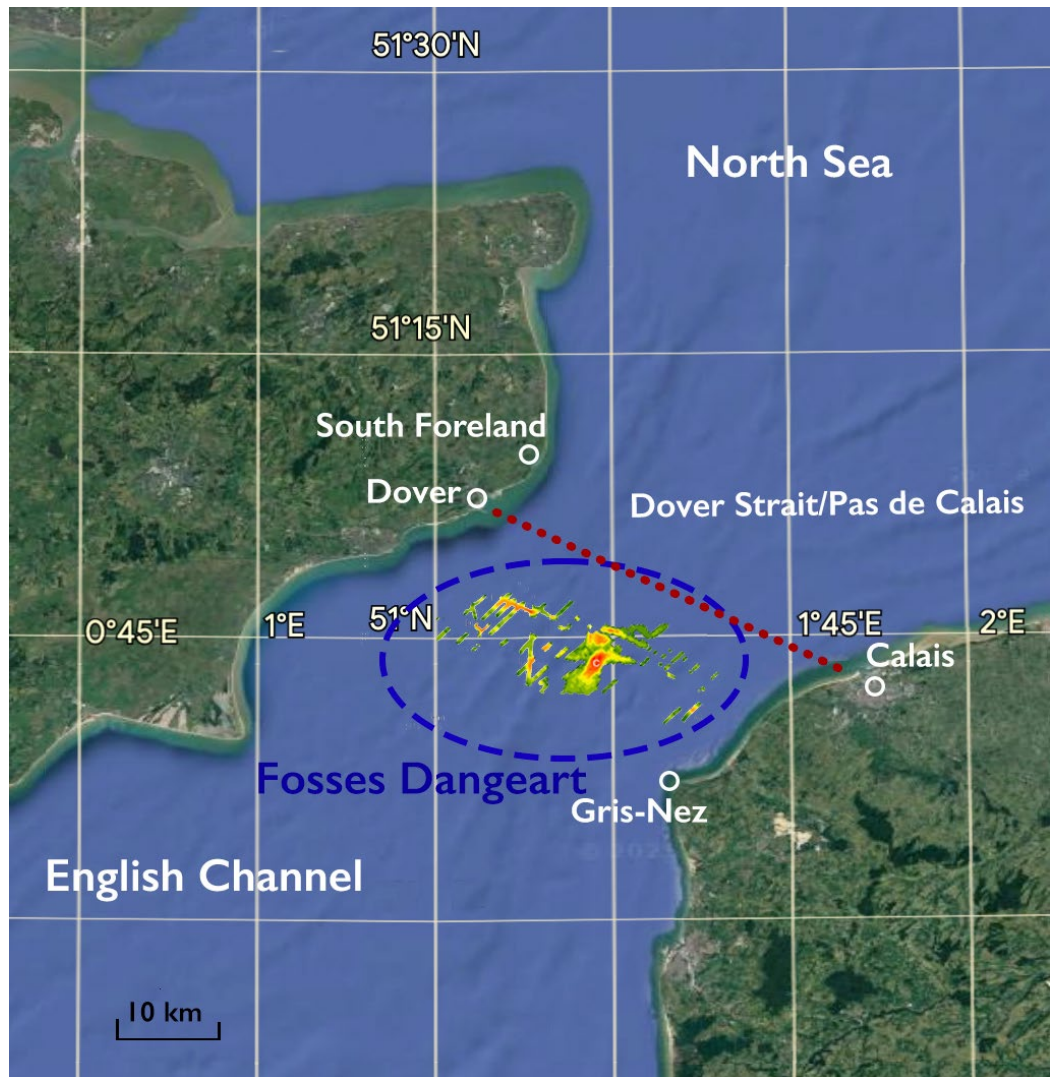 51°30'N
North Sea
51°15'N
South Foreland
Dover
Dover Strait/Pas de Calais
0°45'E
1°E
51°N
1°45'E
2°E
Calais
C
Fosses Dangeart
Gris-Nez
English Channel
10 km